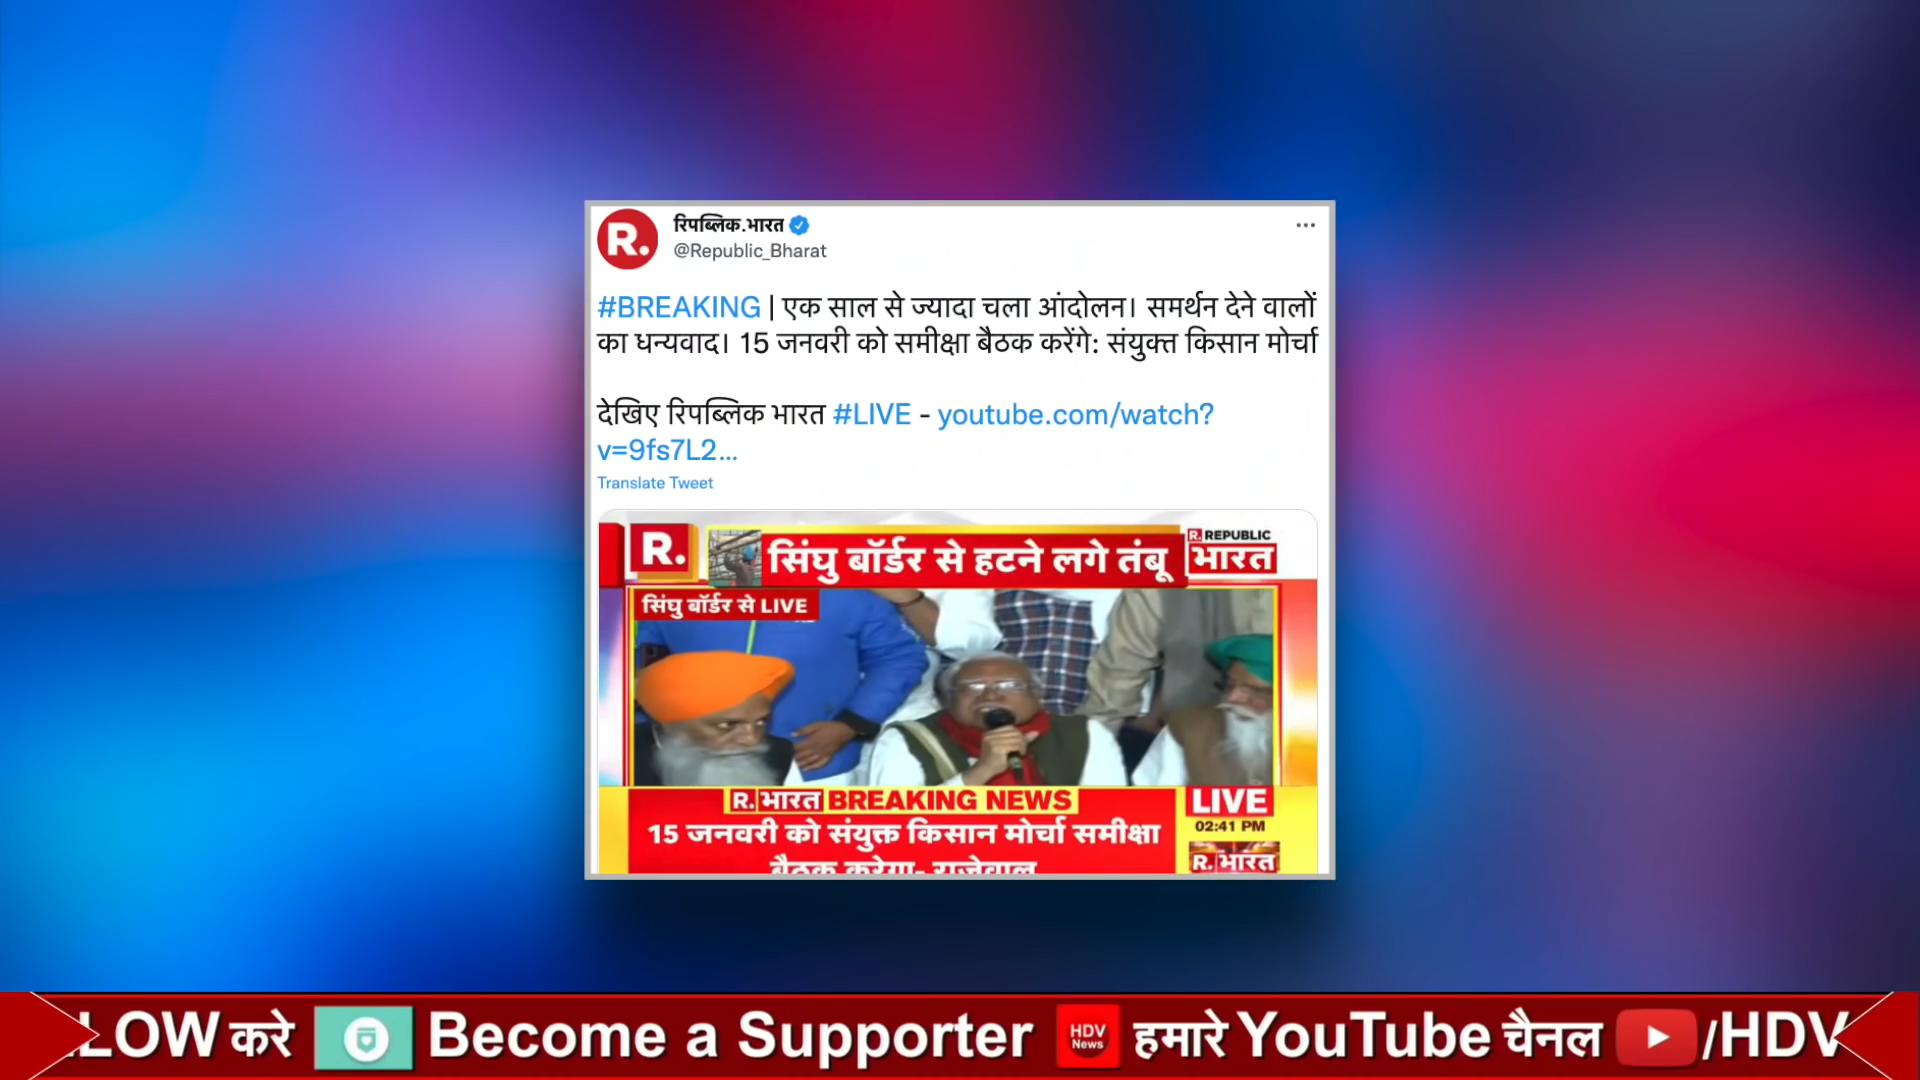 R.
रिपब्लिक.भारत
@Republic_Bharat
#BREAKING | एक साल से ज्यादा चला आंदोलन। समर्थन देने वालों
का धन्यवाद। 15 जनवरी को समीक्षा बैठक करेंगे: संयुक्त किसान मोर्चा
देखिए रिपब्लिक भारत #LIVE - youtube.com/watch?
v=9fs7L2...
Translate Tweet
R.
सिंघु बॉर्डर से हटने लगे तंबू
R. REPUBLIC
भारत
सिंघु बॉर्डर से LIVE
R. भारत BREAKING NEWS
15 जनवरी को संयुक्त किसान मोर्चा समीक्षा
बैठक करेगा- राजेवाल
LIVE
02:41 PM
R. भारत
LOW करे Become a Supporter HDV News हमारे YouTube चैनल /HDV